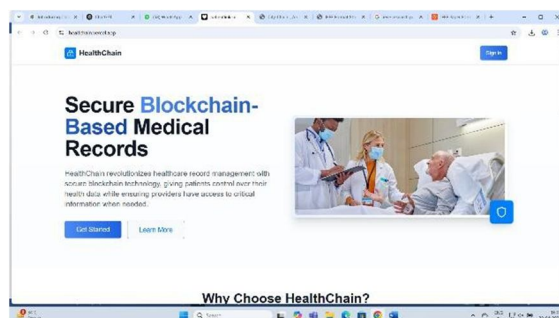 HealthChain
Sign In
Secure Blockchain-
Based Medical
Records
HealthChain revolutionizes healthcare record management with
secure blockchain technology, giving patients control over their
health data while ensuring providers have access to critical
information when needed.
Get Started
Learn More
Why Choose HealthChain?
Search